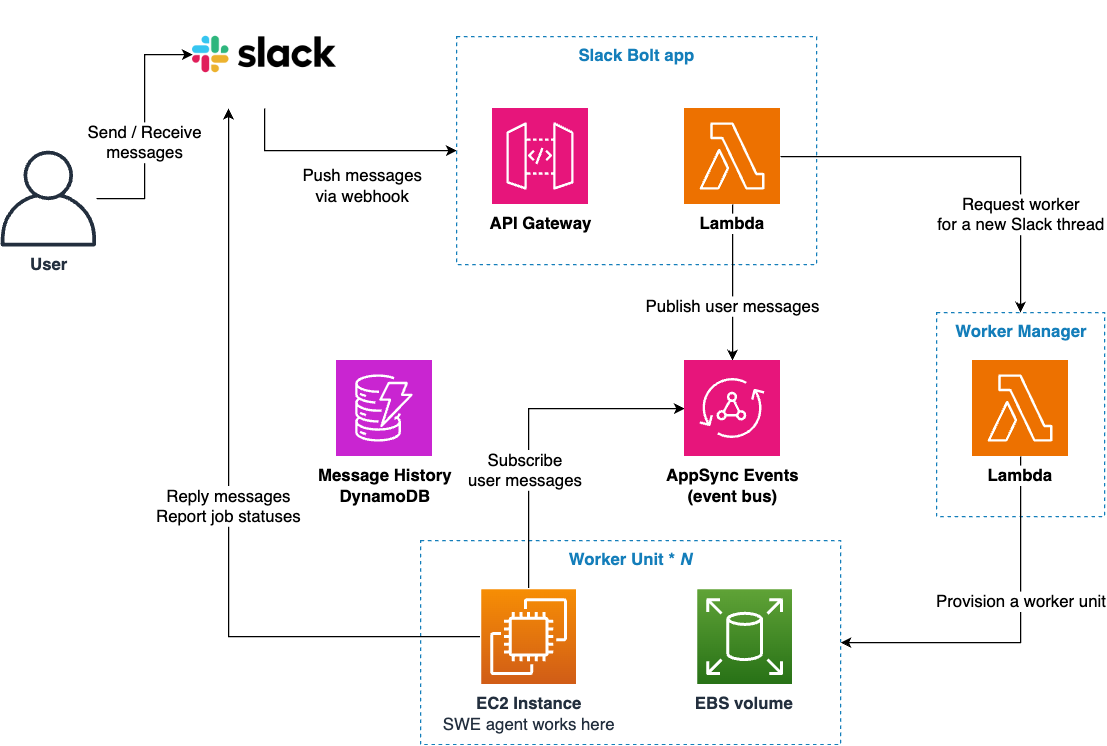 slack
Slack Bolt app
Send / Receive
messages
Push messages
via webhook
API Gateway
Lambda
Request worker
for a new Slack thread
User
Publish user messages
Worker Manager
Message History
DynamoDB
Subscribe
user messages
AppSync Events
(event bus)
Lambda
Reply messages
Report job statuses
Worker Unit * N
Provision a worker unit
EC2 Instance
SWE agent works here
EBS volume